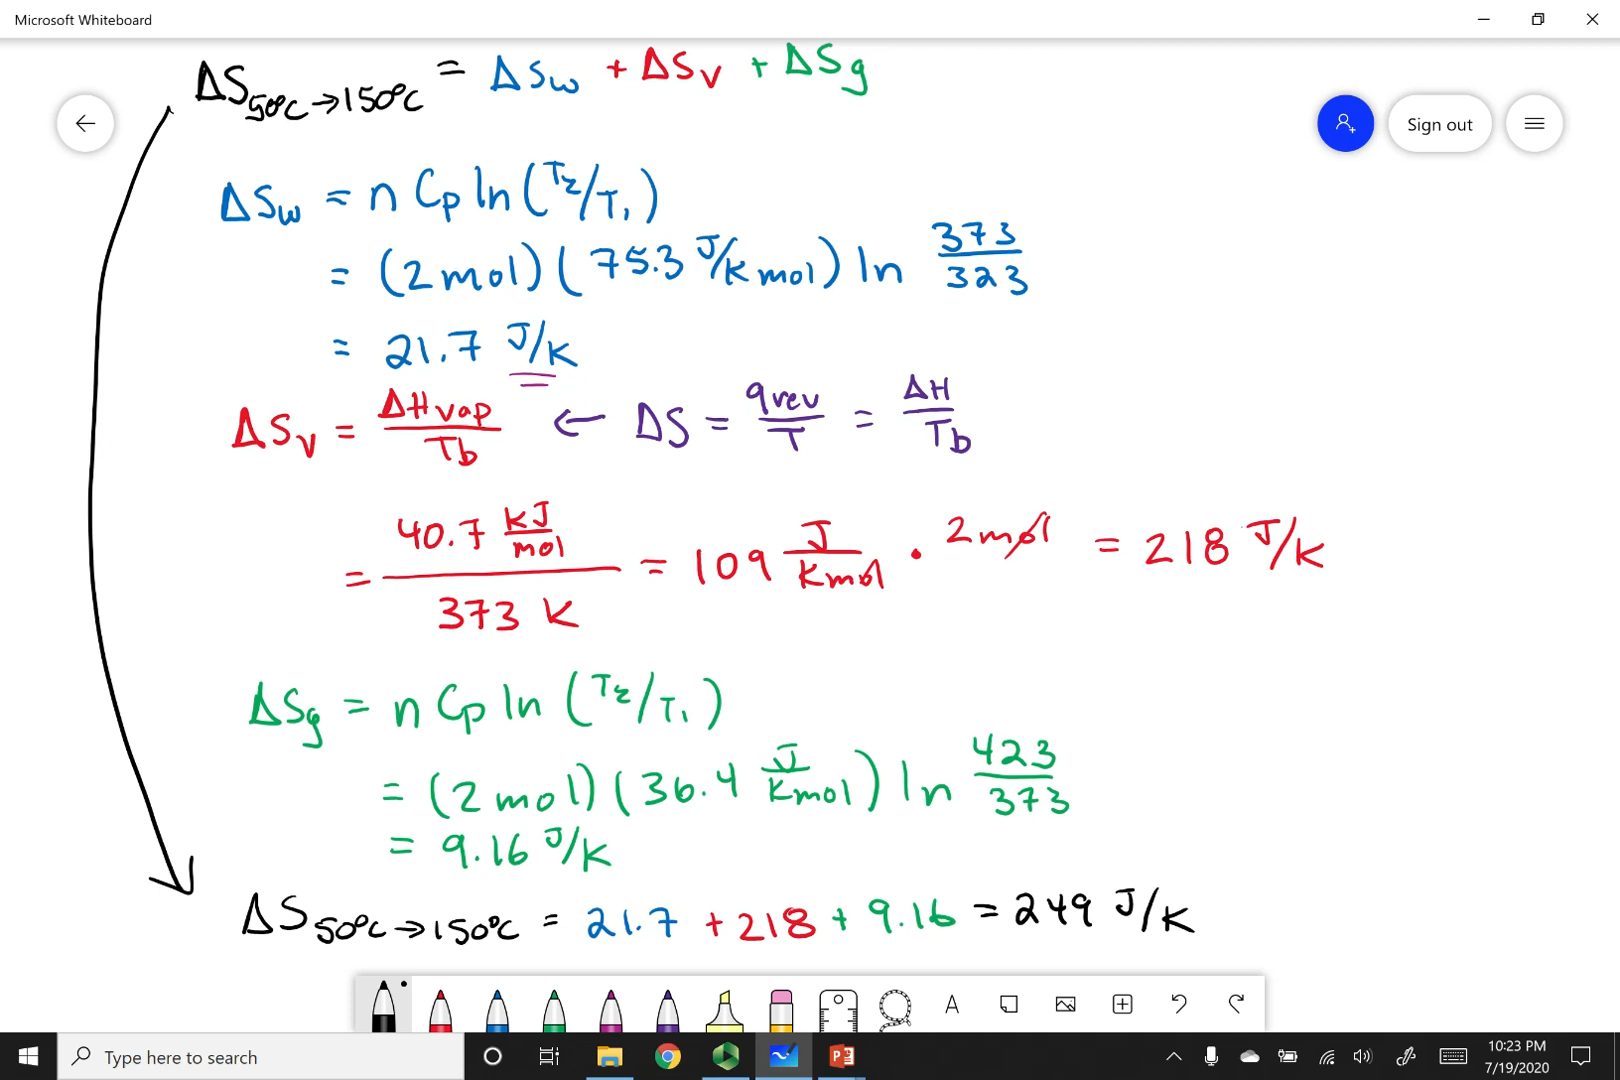 Microsoft Whiteboard
ΔS50°C→150°C = ΔSw + ΔSv + ΔSg
Sign out
ΔSw = n Cp ln (T2/T1)
= (2 mol) (75.3 J/K mol) ln 373/323
= 21.7 J/K
ΔSv = ΔHvap/Tb ← ΔS = qrev/T = ΔH/Tb
= 40.7 kJ/mol / 373 K = 109 J/K mol · 2 mol = 218 J/K
ΔSg = n Cp ln (T2/T1)
= (2 mol) (36.4 J/K mol) ln 423/373
= 9.16 J/K
ΔS50°C→150°C = 21.7 + 218 + 9.16 = 249 J/K
A
Type here to search
10:23 PM
7/19/2020